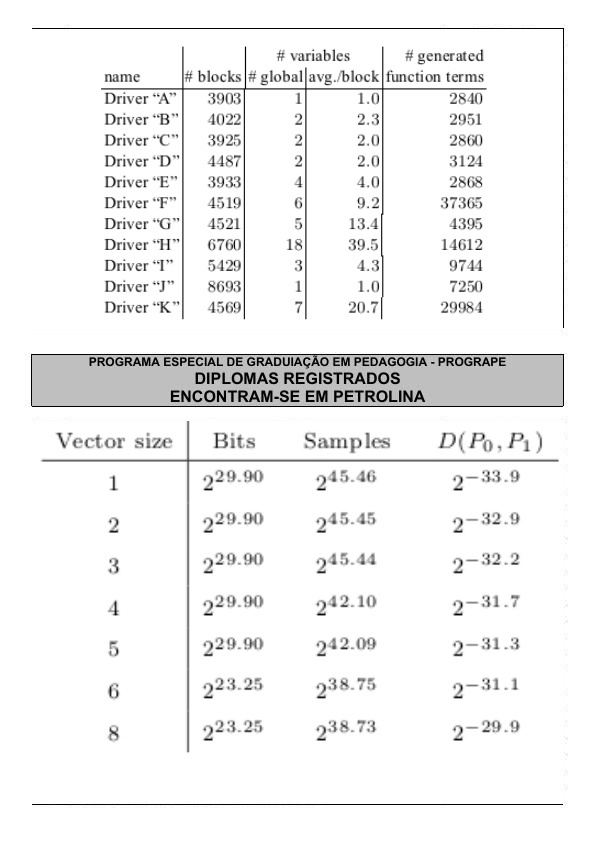 # variables # generated
name # blocks # global avg./block function terms
Driver “A” 3903 1 1.0 2840
Driver “B” 4022 2 2.3 2951
Driver “C” 3925 2 2.0 2860
Driver “D” 4487 2 2.0 3124
Driver “E” 3933 4 4.0 2868
Driver “F” 4519 6 9.2 37365
Driver “G” 4521 5 13.4 4395
Driver “H” 6760 18 39.5 14612
Driver “I” 5429 3 4.3 9744
Driver “J” 8693 1 1.0 7250
Driver “K” 4569 7 20.7 29984
PROGRAMA ESPECIAL DE GRADUIAÇÃO EM PEDAGOGIA - PROGRAPE
DIPLOMAS REGISTRADOS
ENCONTRAM-SE EM PETROLINA
Vector size Bits Samples D(P₀, P₁)
1 2^29.90 2^45.46 2^−33.9
2 2^29.90 2^45.45 2^−32.9
3 2^29.90 2^45.44 2^−32.2
4 2^29.90 2^42.10 2^−31.7
5 2^29.90 2^42.09 2^−31.3
6 2^23.25 2^38.75 2^−31.1
8 2^23.25 2^38.73 2^−29.9